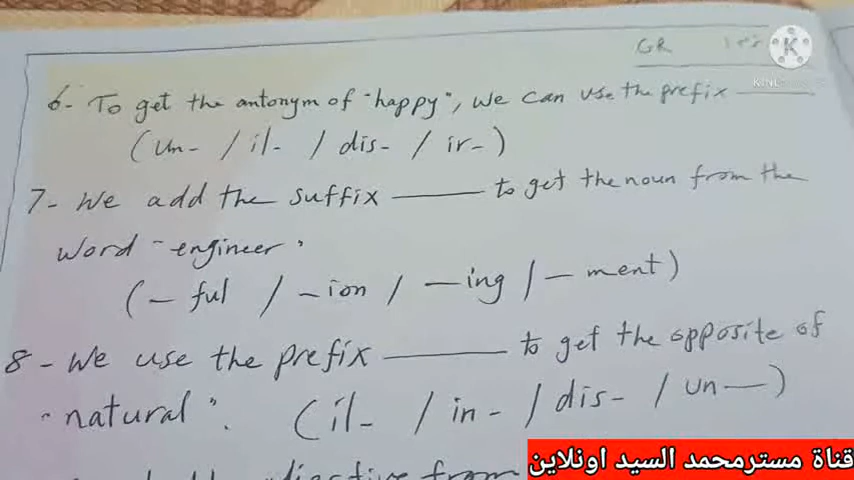 GR
KINE
6- To get the antonym of "happy", we can use the prefix ______
(un- / il- / dis- / ir-)
7- We add the suffix ______ to get the noun from the
word "engineer"
(- ful / - ion / - ing / - ment)
8- We use the prefix ______ to get the opposite of
"natural". (il- / in- / dis- / un-)
from
قناة مسترمحمد السيد اونلاين